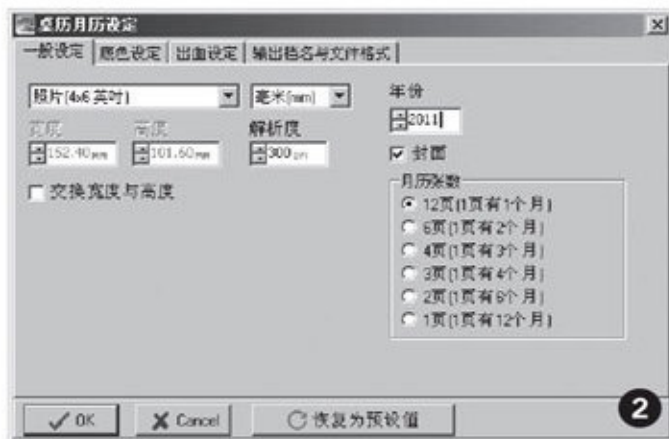 桌历月历设定
一般设定 底色设定 出血设定 输出档名与文件格式
照片(4x6 英吋) 毫米(mm) 年份
宽度 高度 解析度 2011
152.40mm 101.60mm 300
封面
交换宽度与高度
月历张数
12页(1页有1个月)
6页(1页有2个月)
4页(1页有3个月)
3页(1页有4个月)
2页(1页有6个月)
1页(1页有12个月)
OK Cancel 恢复为预设值
2